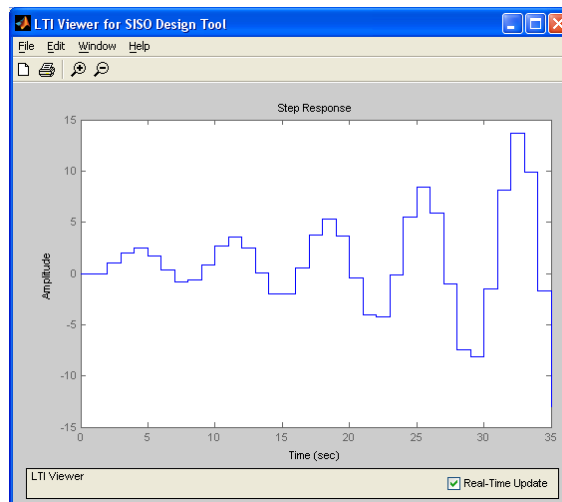 LTI Viewer for SISO Design Tool
File Edit Window Help
Step Response
15
10
5
0
-5
-10
-15
Amplitude
0 5 10 15 20 25 30 35
Time (sec)
LTI Viewer
Real-Time Update